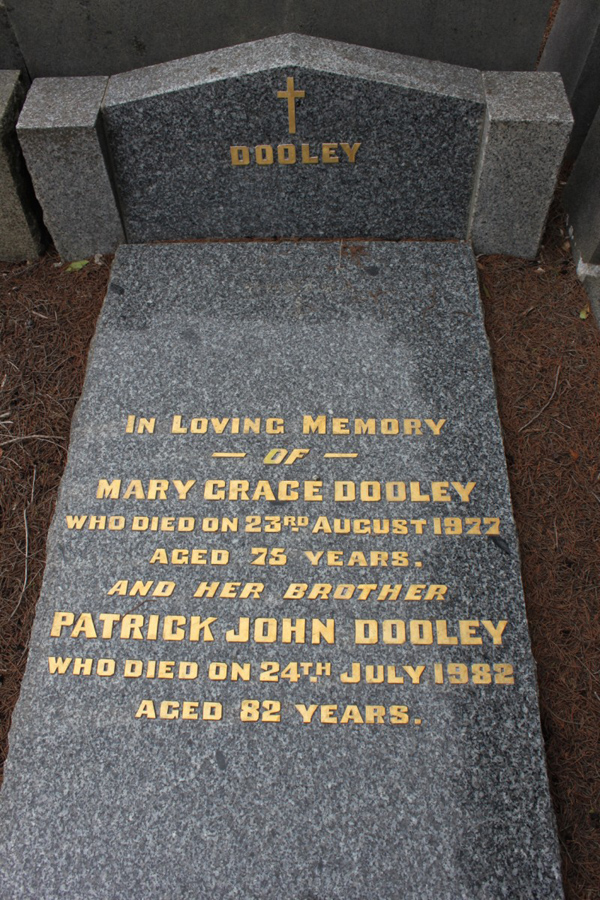 DOOLEY
IN LOVING MEMORY
— OF —
MARY GRACE DOOLEY
WHO DIED ON 23RD AUGUST 1977
AGED 75 YEARS.
AND HER BROTHER
PATRICK JOHN DOOLEY
WHO DIED ON 24TH JULY 1982
AGED 82 YEARS.